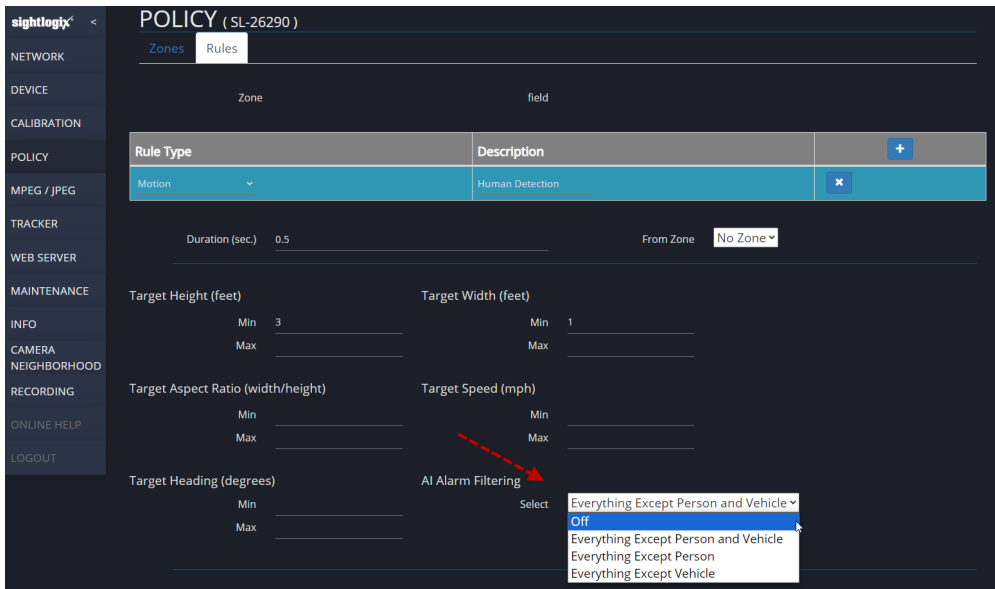 sightlogix <
POLICY ( SL-26290 )
NETWORK
DEVICE
CALIBRATION
POLICY
MPEG / JPEG
TRACKER
WEB SERVER
MAINTENANCE
INFO
CAMERA
NEIGHBORHOOD
RECORDING
ONLINE HELP
LOGOUT
Zones Rules
Zone field
Rule Type Description +
Motion Human Detection ×
Duration (sec.) 0.5 From Zone No Zone
Target Height (feet) Target Width (feet)
Min 3 Min 1
Max Max
Target Aspect Ratio (width/height) Target Speed (mph)
Min Min
Max Max
Target Heading (degrees) AI Alarm Filtering
Min Select Everything Except Person and Vehicle
Max Off
Everything Except Person and Vehicle
Everything Except Person
Everything Except Vehicle